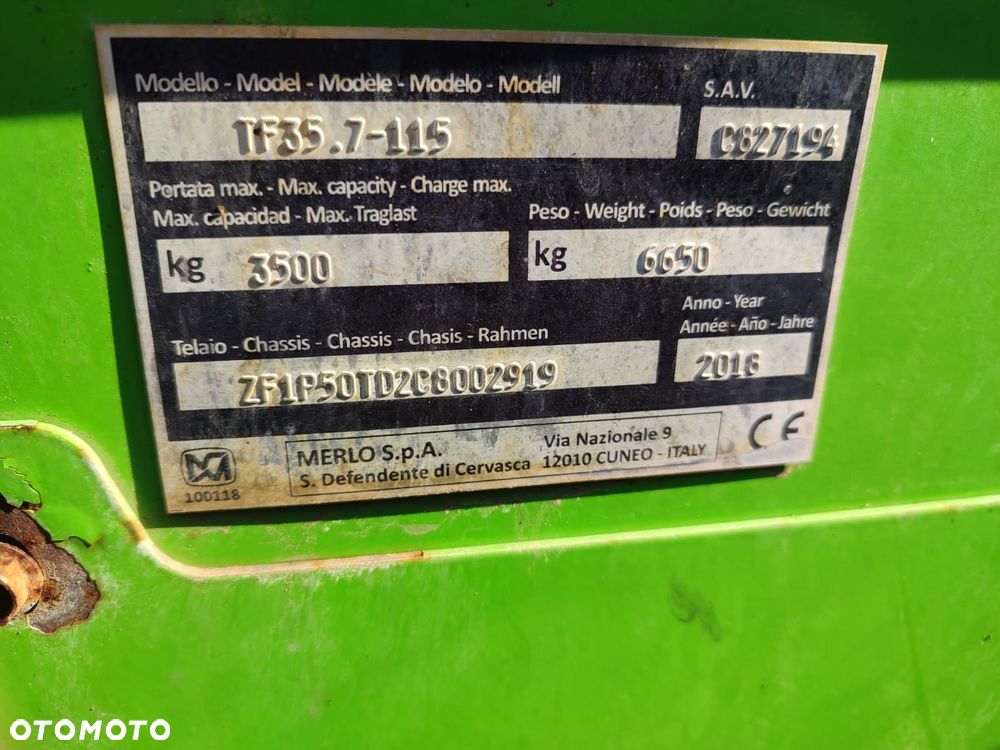 Modello - Model - Modèle - Modelo - Modell
S.A.V.
TF35.7-115
C827194
Portata max. - Max. capacity - Charge max.
Max. capacidad - Max. Traglast
Peso - Weight - Poids - Peso - Gewicht
kg 3500
kg 6650
Anno - Year
Année - Año - Jahre
Telaio - Chassis - Chassis - Chasis - Rahmen
ZF1P50TD2C8002919
2018
MERLO S.p.A. Via Nazionale 9
S. Defendente di Cervasca 12010 CUNEO - ITALY
CE
100118
OTOMOTO